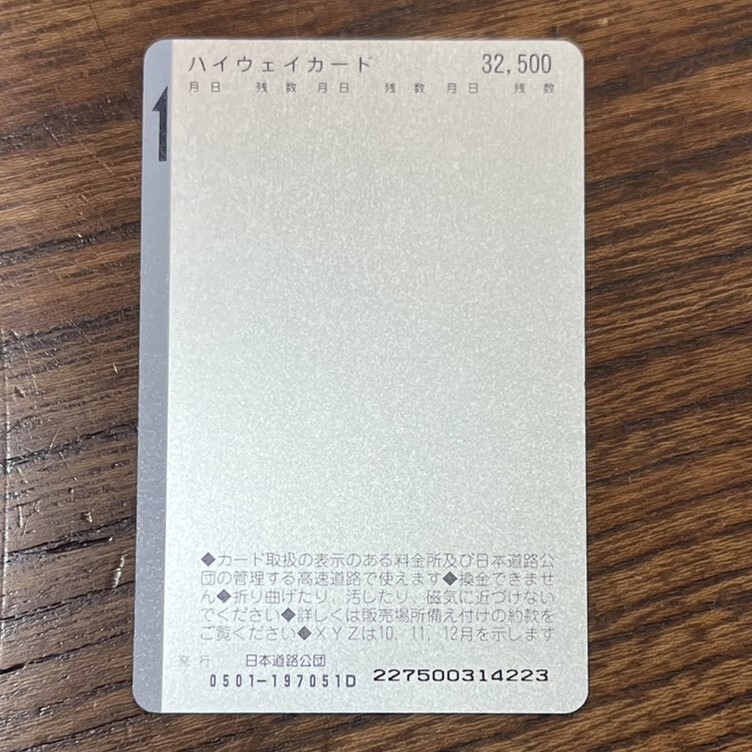 ハイウェイカード 32,500
月日 残数 月日 残数 月日 残数
1
◆カード取扱の表示のある料金所及び日本道路公
団の管理する高速道路で使えます◆換金できませ
ん◆折り曲げたり、汚したり、磁気に近づけない
でください◆詳しくは販売場所備え付けの約款を
ご覧ください◆XYZは10、11、12月を示します
発行 日本道路公団
0501-197051D 227500314223